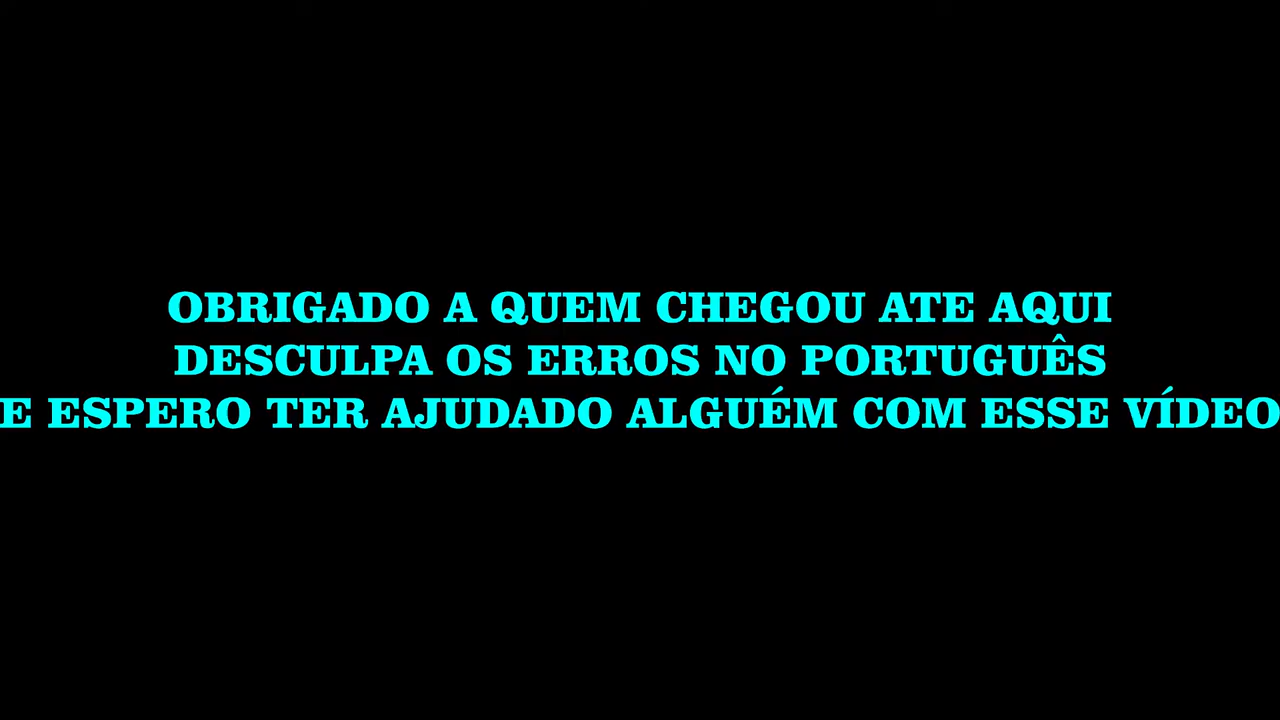 OBRIGADO A QUEM CHEGOU ATE AQUI
DESCULPA OS ERROS NO PORTUGUÊS
E ESPERO TER AJUDADO ALGUÉM COM ESSE VÍDEO